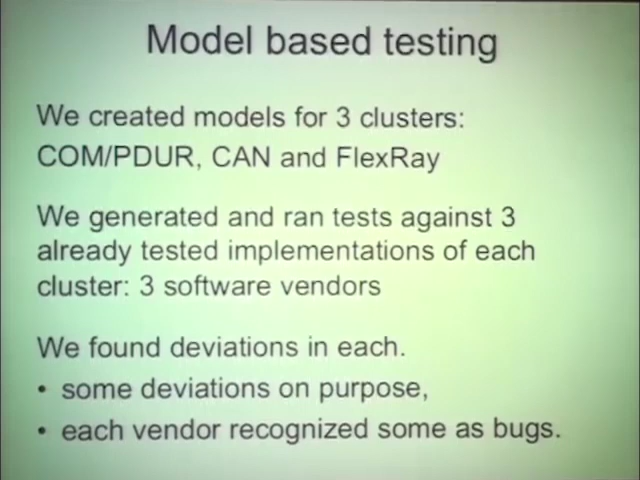 Model based testing
We created models for 3 clusters:
COM/PDUR, CAN and FlexRay
We generated and ran tests against 3
already tested implementations of each
cluster: 3 software vendors
We found deviations in each.
• some deviations on purpose,
• each vendor recognized some as bugs.